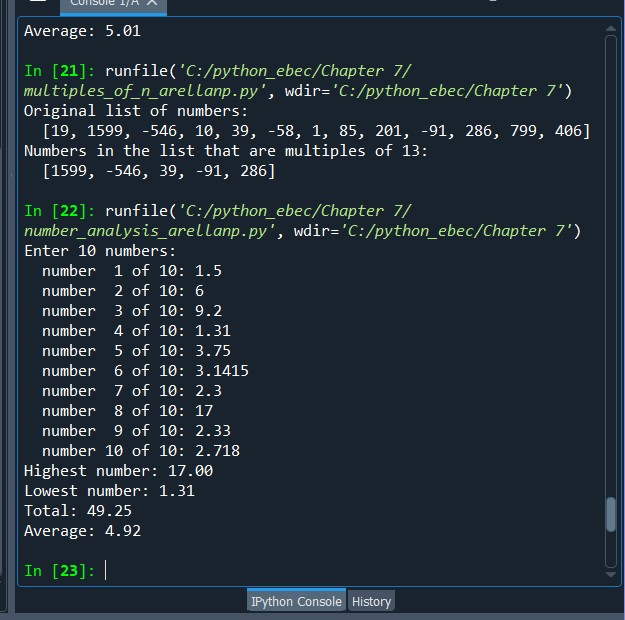 Console 1/A X
Average: 5.01
In [21]: runfile('C:/python_ebec/Chapter 7/
multiples_of_n_arellanp.py', wdir='C:/python_ebec/Chapter 7')
Original list of numbers:
  [19, 1599, -546, 10, 39, -58, 1, 85, 201, -91, 286, 799, 406]
Numbers in the list that are multiples of 13:
  [1599, -546, 39, -91, 286]
In [22]: runfile('C:/python_ebec/Chapter 7/
number_analysis_arellanp.py', wdir='C:/python_ebec/Chapter 7')
Enter 10 numbers:
  number  1 of 10: 1.5
  number  2 of 10: 6
  number  3 of 10: 9.2
  number  4 of 10: 1.31
  number  5 of 10: 3.75
  number  6 of 10: 3.1415
  number  7 of 10: 2.3
  number  8 of 10: 17
  number  9 of 10: 2.33
  number 10 of 10: 2.718
Highest number: 17.00
Lowest number: 1.31
Total: 49.25
Average: 4.92
In [23]:
IPython Console History